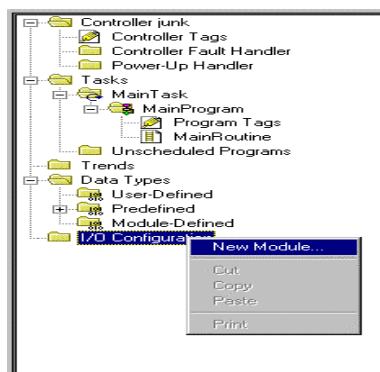 Controller junk
Controller Tags
Controller Fault Handler
Power-Up Handler
Tasks
MainTask
MainProgram
Program Tags
MainRoutine
Unscheduled Programs
Trends
Data Types
User-Defined
Predefined
Module-Defined
I/O Configuration
New Module...
Cut
Copy
Paste
Print